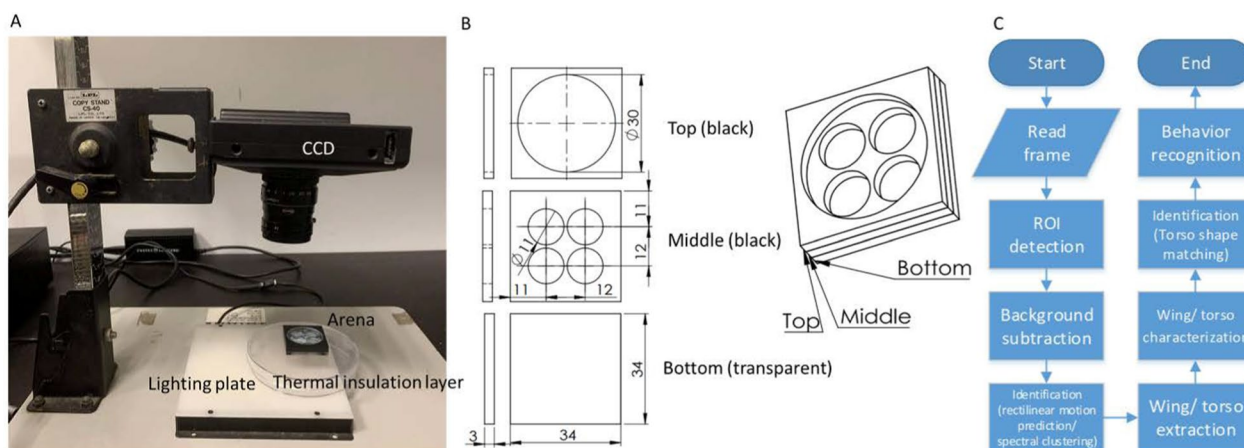 A
COPY STAND
CS-40
CCD
Arena
Lighting plate
Thermal insulation layer
B
Ø 30
Top (black)
Ø 11
11
12
11
12
Middle (black)
34
3
34
Bottom (transparent)
Bottom
Middle
Top
C
Start
Read
frame
ROI
detection
Background
subtraction
Identification
(rectilinear motion
prediction/
spectral clustering)
Wing/ torso
extraction
Wing/ torso
characterization
Identification
(Torso shape
matching)
Behavior
recognition
End